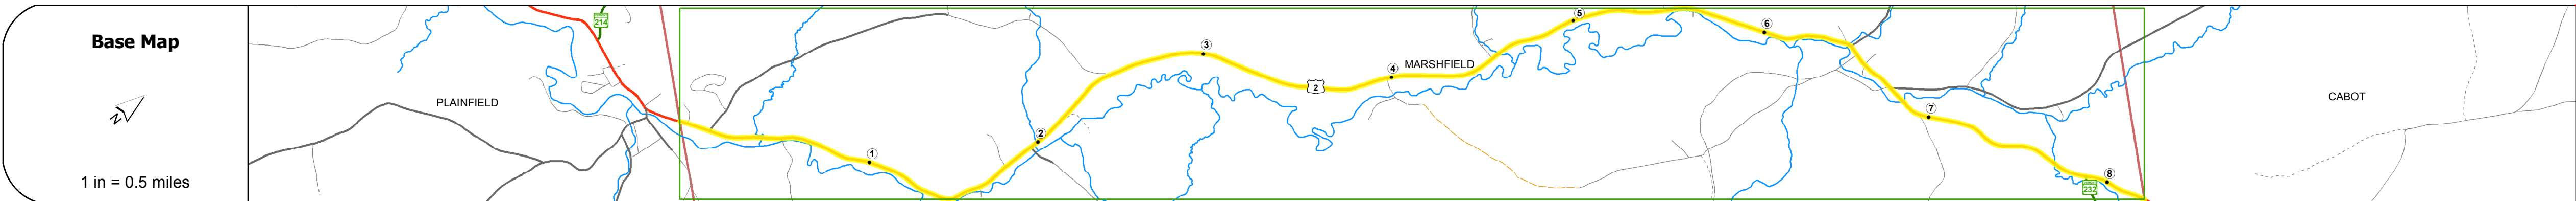 Base Map
N
1 in = 0.5 miles
214
PLAINFIELD
1
2
3
2
4
MARSHFIELD
5
6
7
8
232
CABOT